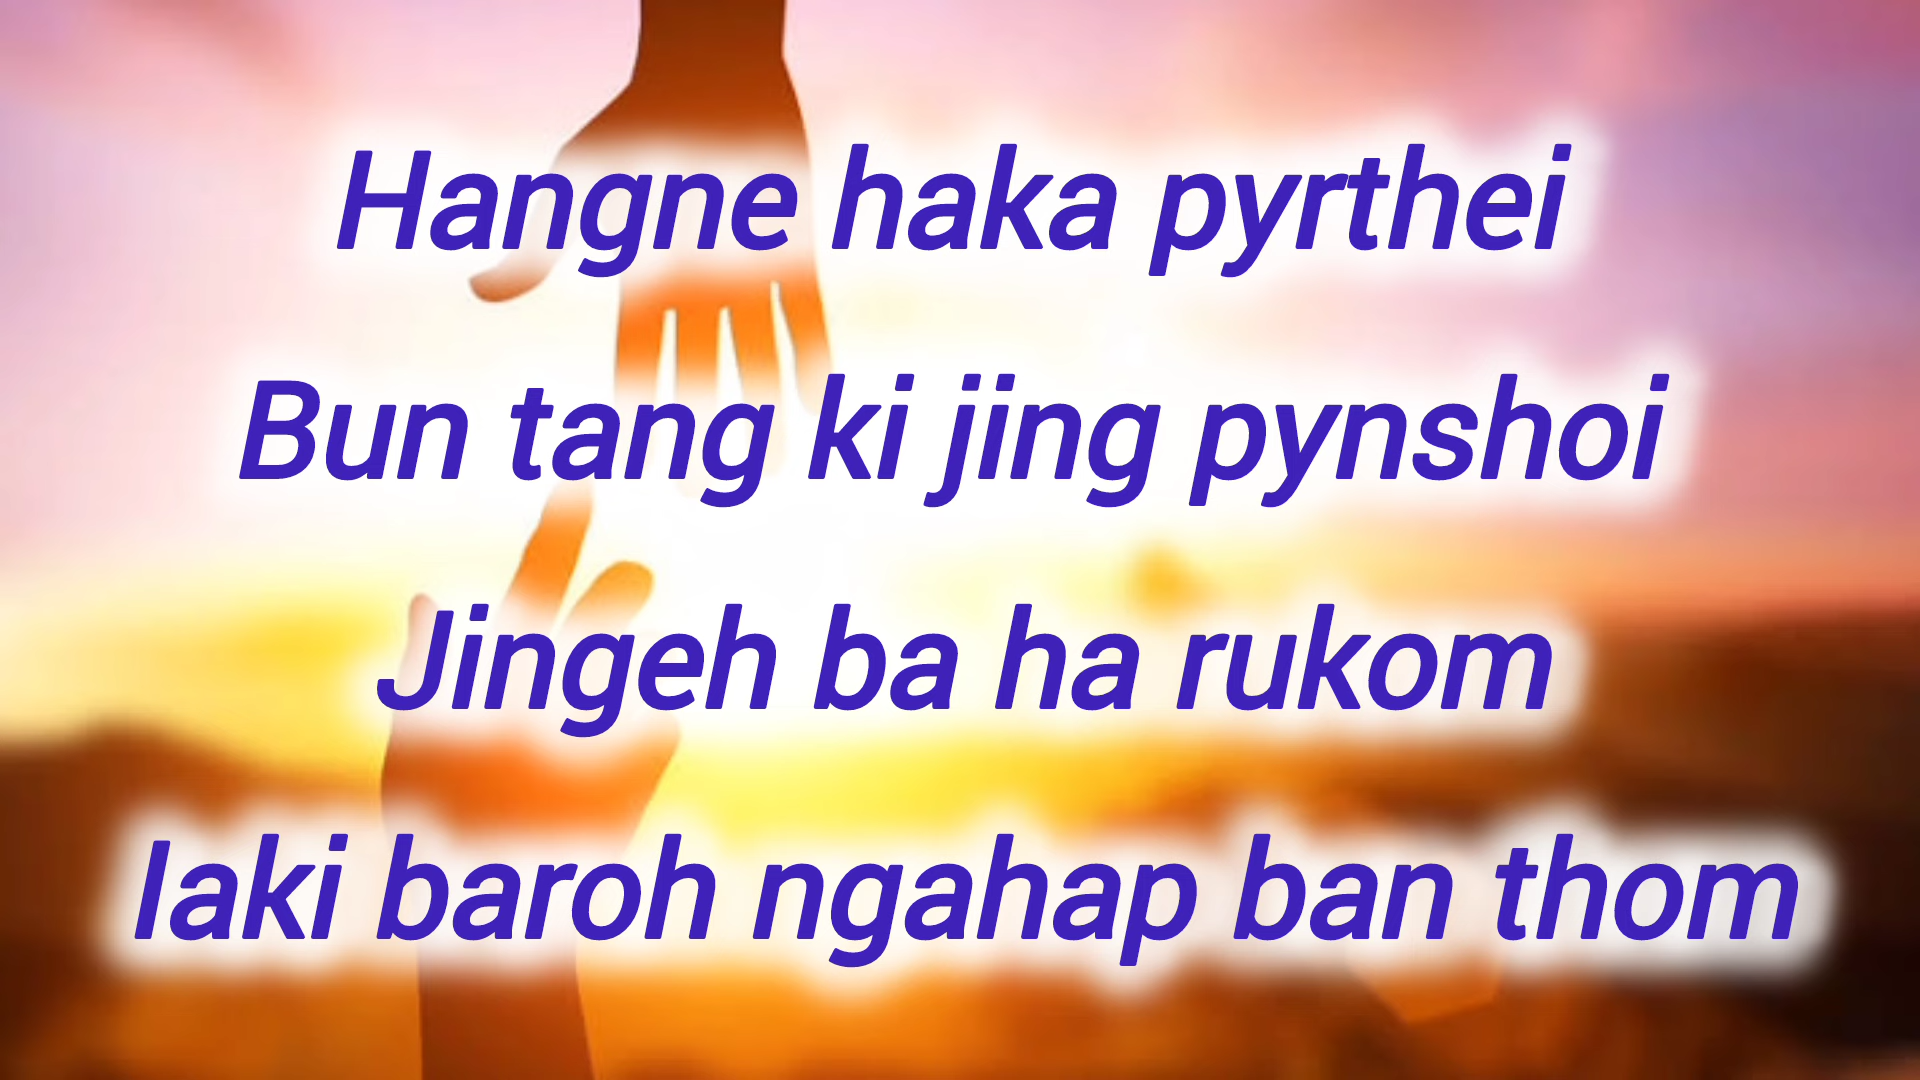 Hangne haka pyrthei
Bun tang ki jing pynshoi
Jingeh ba ha rukom
Iaki baroh ngahap ban thom